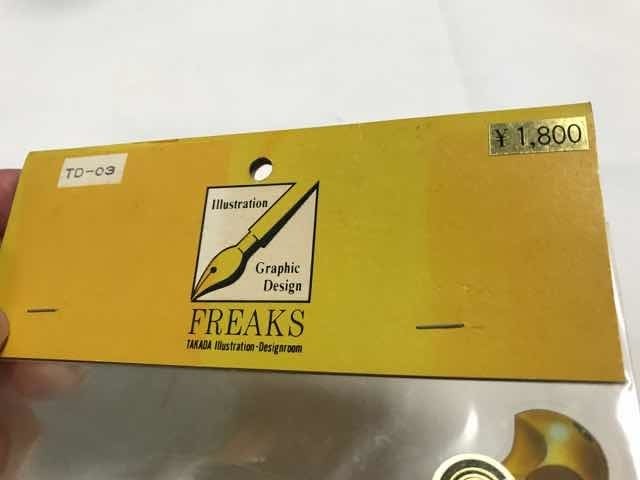 TD-03
¥1,800
Illustration
Graphic
Design
FREAKS
TAKADA Illustration-Designroom